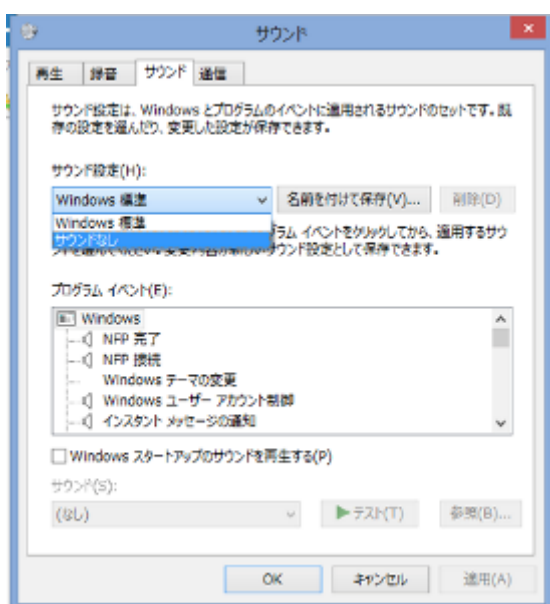 サウンド
再生 録音 サウンド 通信
サウンド設定は、Windows とプログラムのイベントに適用されるサウンドのセットです。既
存の設定を選んだり、変更した設定が保存できます。
サウンド設定(H):
Windows 標準 名前を付けて保存(V)... 削除(D)
Windows 標準
サウンドなし
ラム イベントをクリックしてから、適用するサウ
サウンド設定として保存できます。
プログラム イベント(E):
Windows
NFP 完了
NFP 接続
Windows テーマの変更
Windows ユーザー アカウント制御
インスタント メッセージの通知
Windows スタートアップのサウンドを再生する(P)
サウンド(S):
(なし) テスト(T) 参照(B)...
OK キャンセル 適用(A)